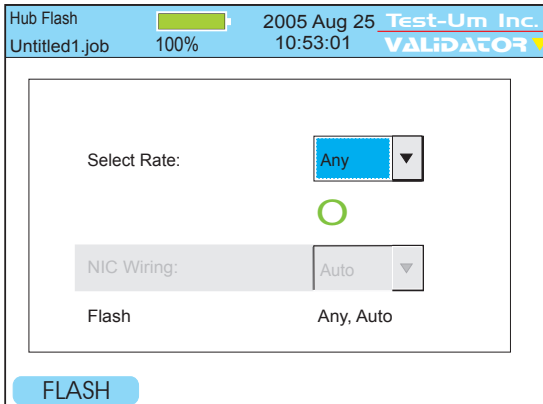 Hub Flash 2005 Aug 25 Test-Um Inc.
Untitled1.job 100% 10:53:01 VALiDATOR
Select Rate: Any
NIC Wiring: Auto
Flash Any, Auto
FLASH